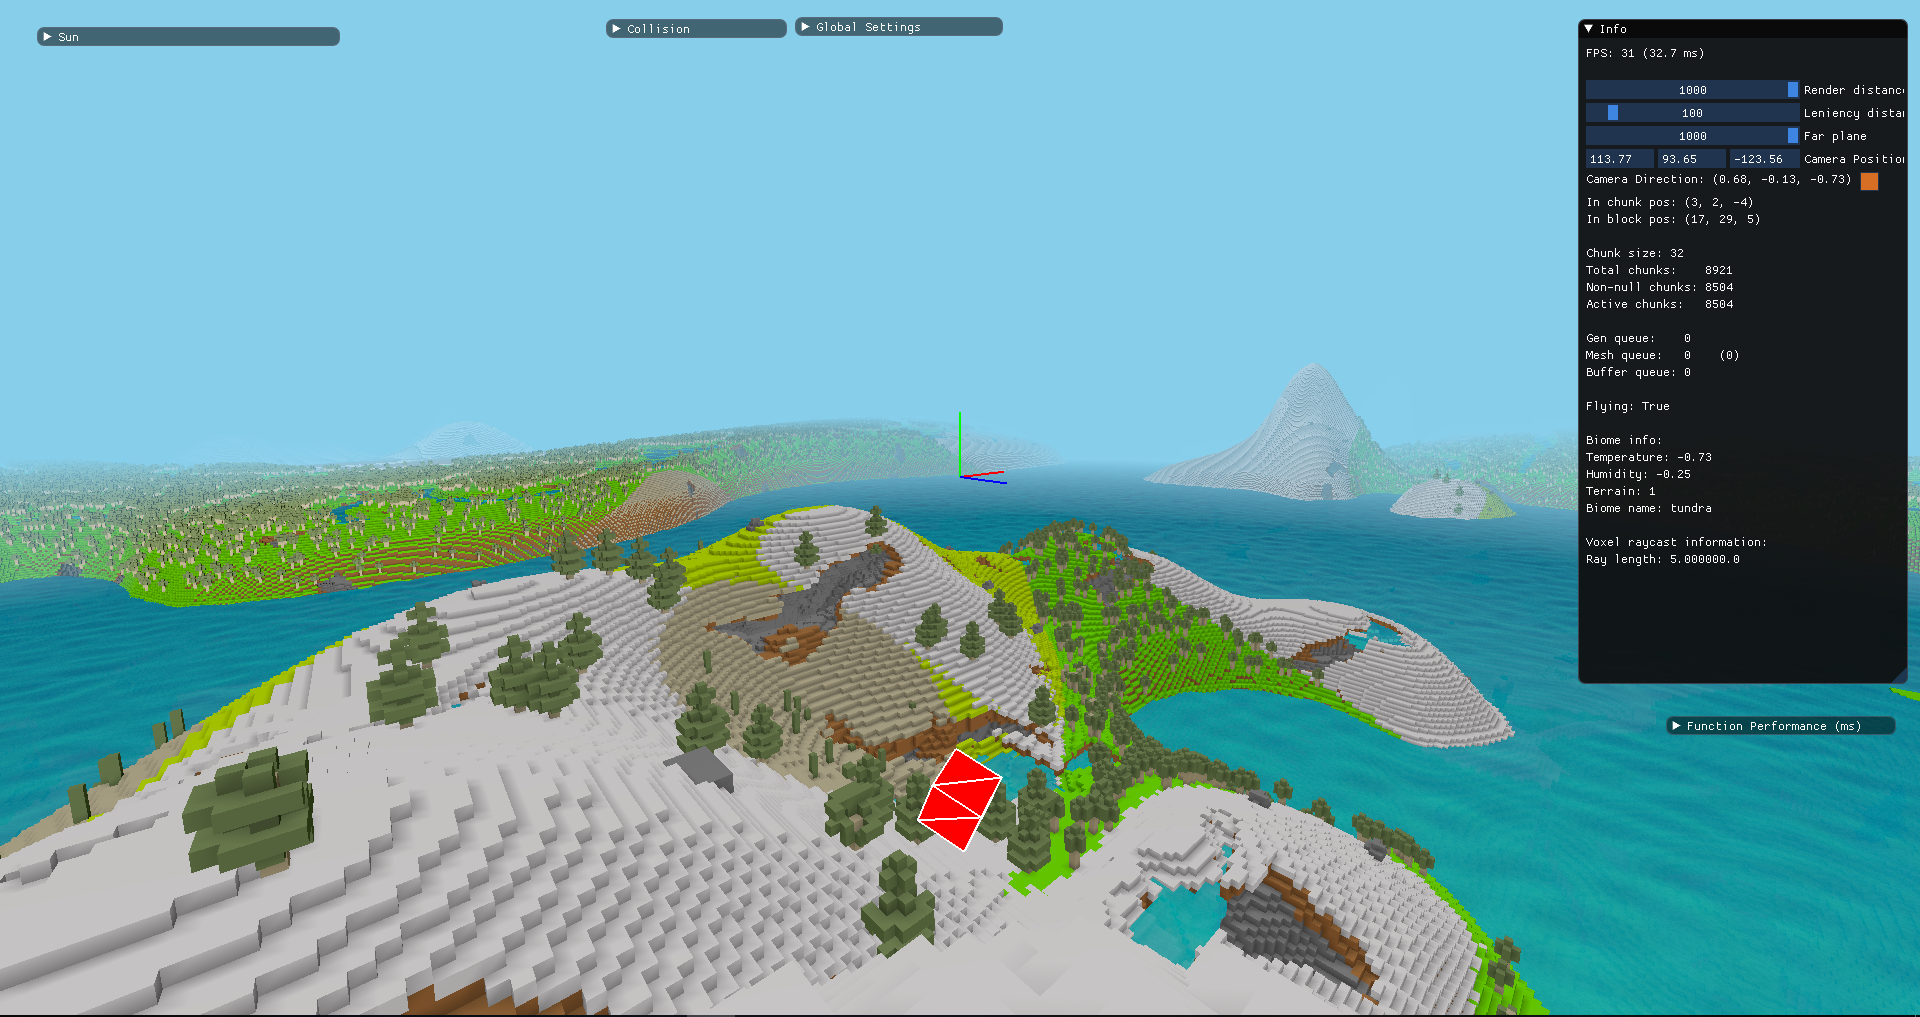 Sun
Collision
Global Settings
Info
FPS: 31 (32.7 ms)
1000 Render distanc
100 Leniency dista
1000 Far plane
113.77 93.65 -123.56 Camera Positio
Camera Direction: (0.68, -0.13, -0.73)
In chunk pos: (3, 2, -4)
In block pos: (17, 29, 5)
Chunk size: 32
Total chunks: 8921
Non-null chunks: 8504
Active chunks: 8504
Gen queue: 0
Mesh queue: 0 (0)
Buffer queue: 0
Flying: True
Biome info:
Temperature: -0.73
Humidity: -0.25
Terrain: 1
Biome name: tundra
Voxel raycast information:
Ray length: 5.000000.0
Function Performance (ms)